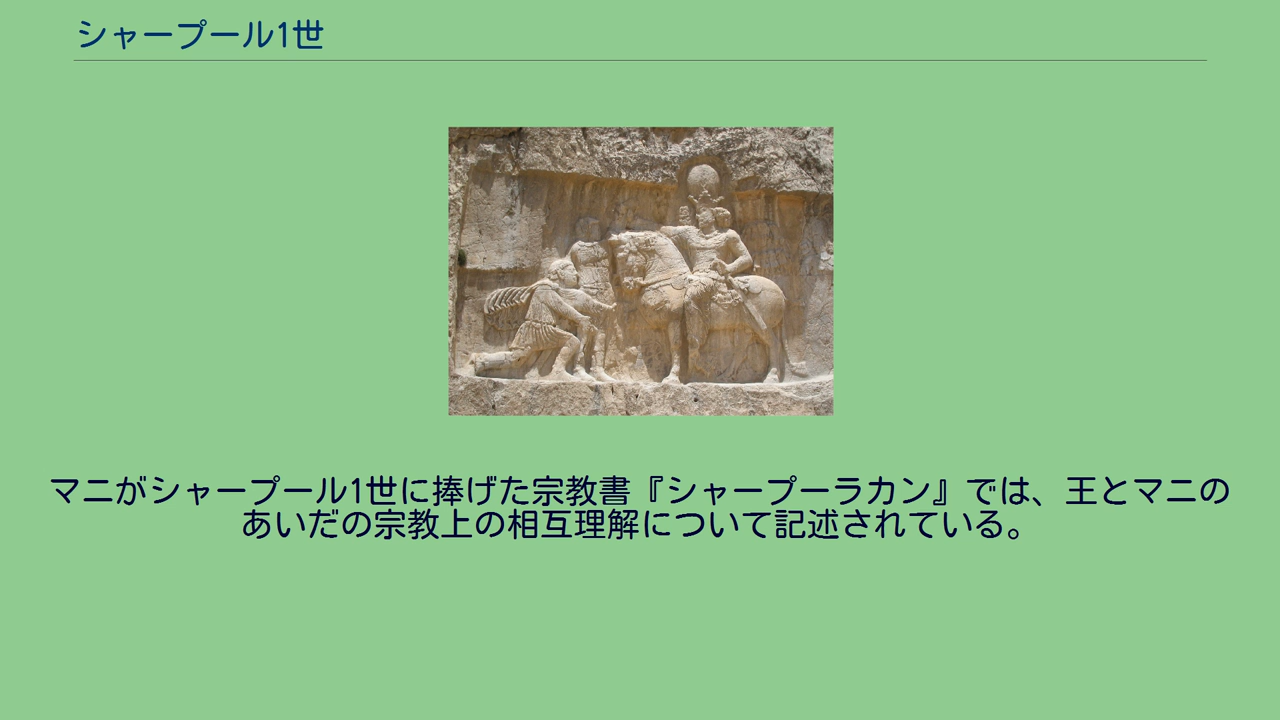 シャープール1世
マニがシャープール1世に捧げた宗教書『シャープーラカン』では、王とマニの
あいだの宗教上の相互理解について記述されている。